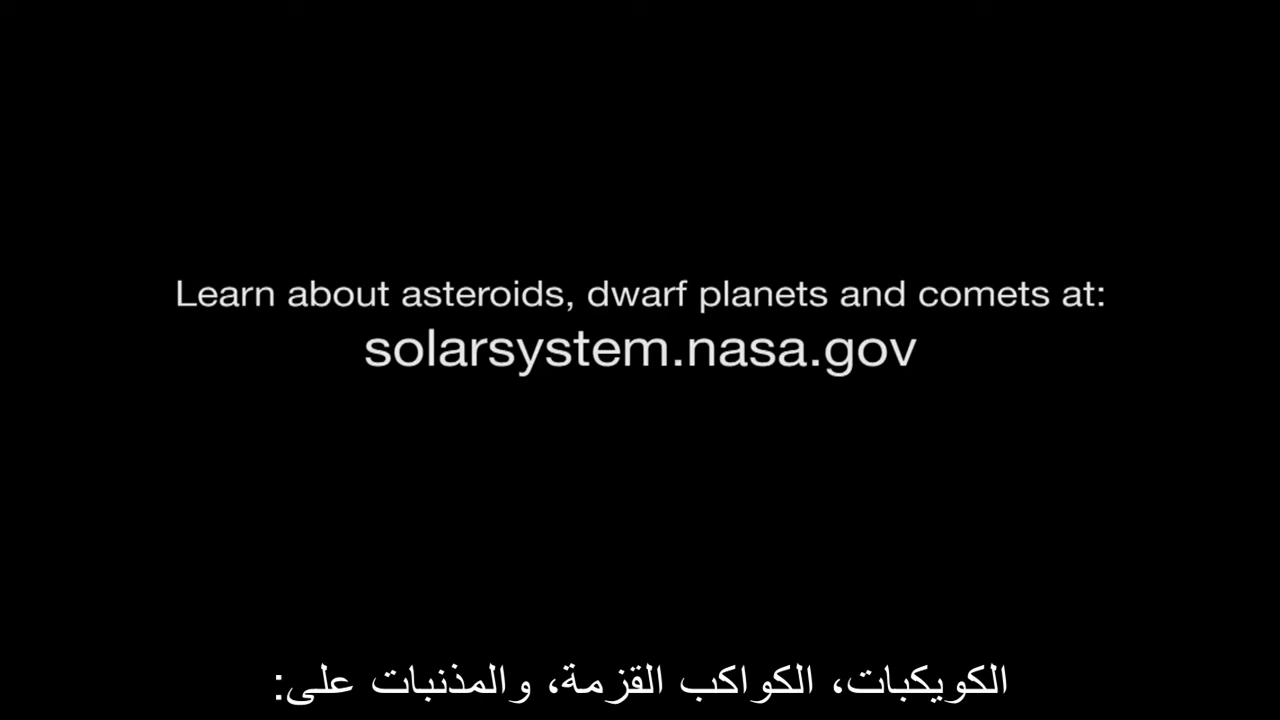 Learn about asteroids, dwarf planets and comets at:
solarsystem.nasa.gov
الكويكبات، الكواكب القزمة، والمذنبات على: